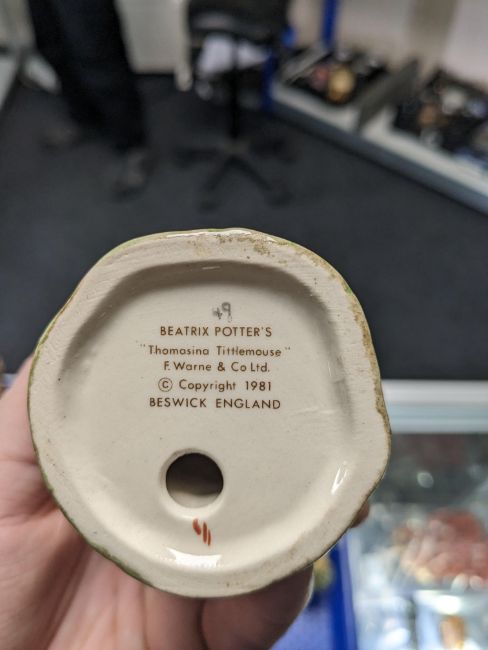 BEATRIX POTTER'S
"Thomasina Tittlemouse"
F. Warne & Co Ltd.
© Copyright 1981
BESWICK ENGLAND